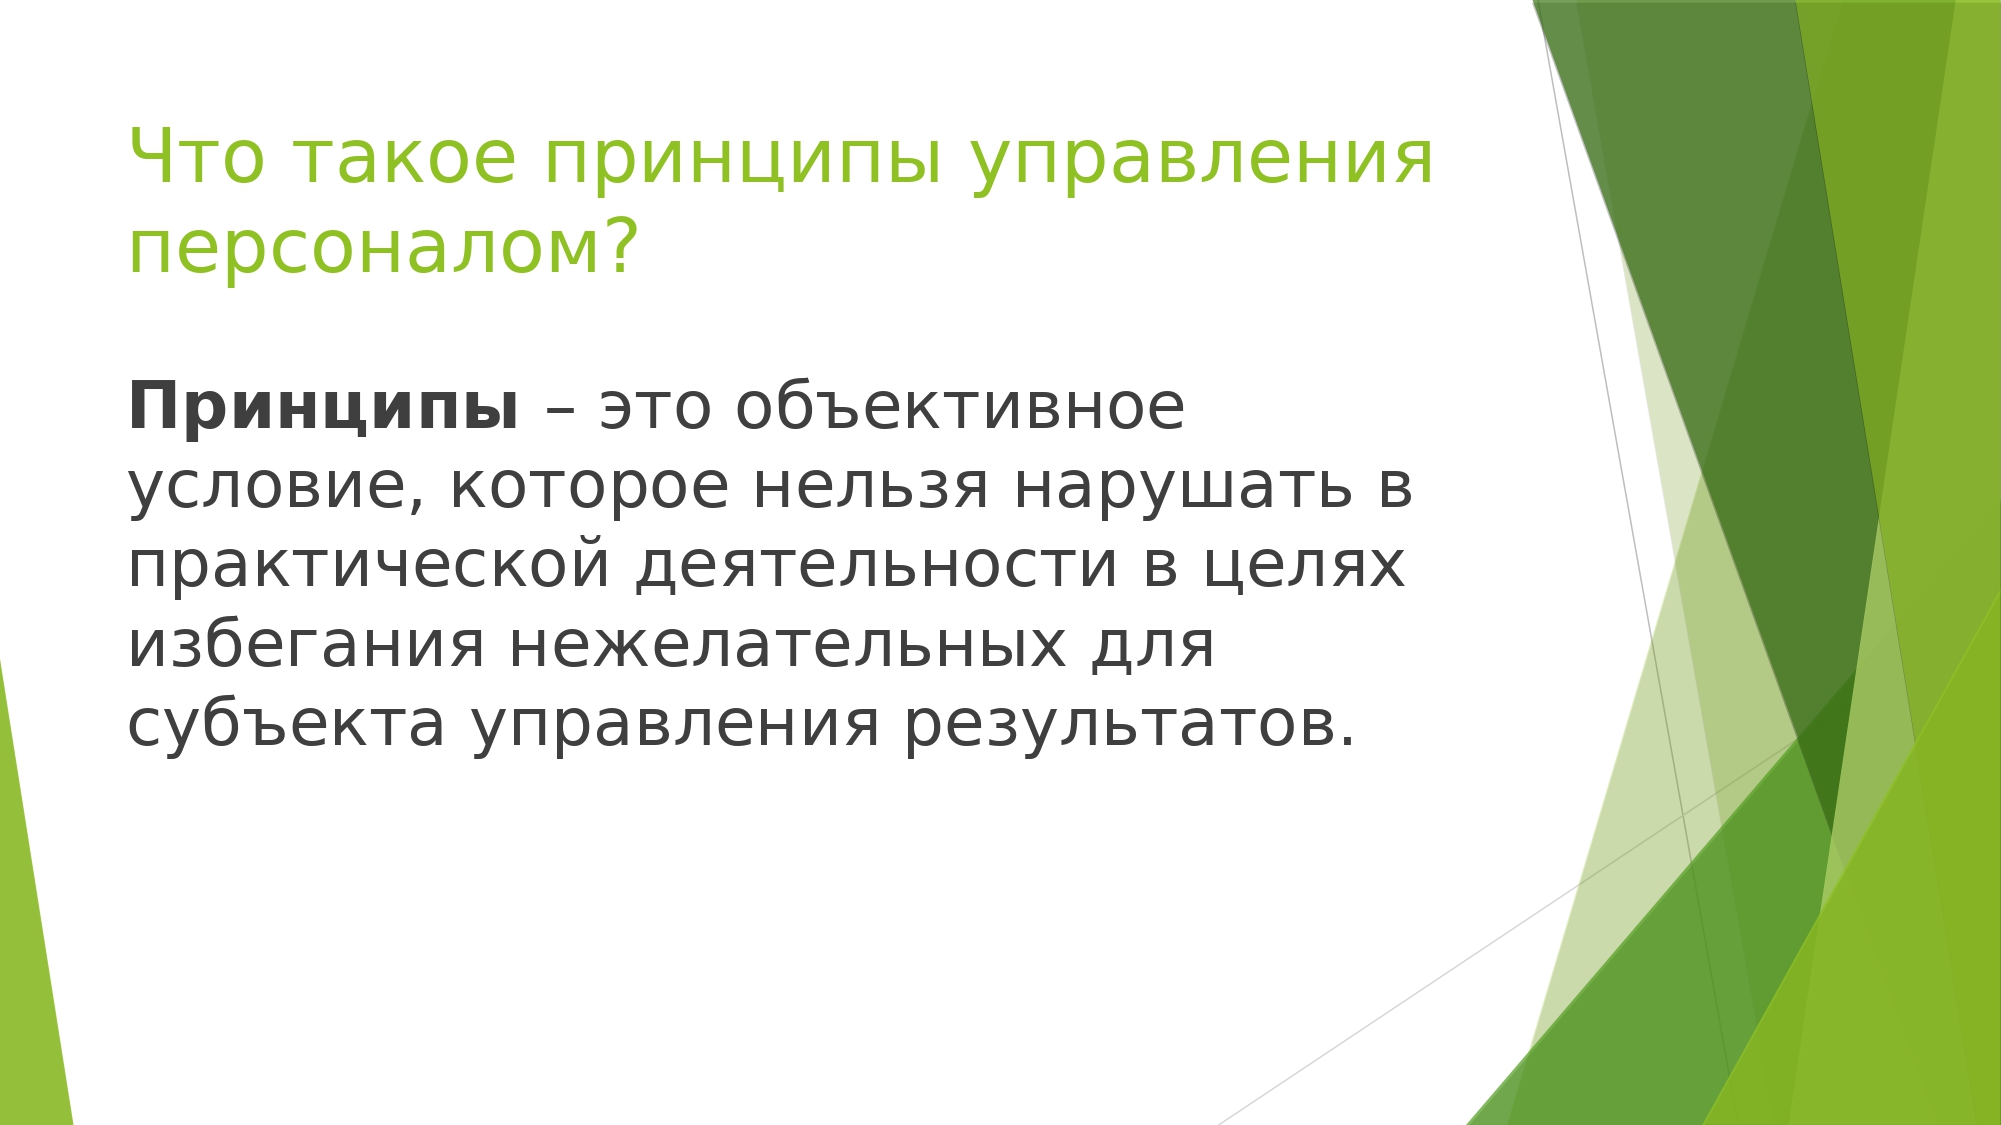 Что такое принципы управления
персоналом?
Принципы – это объективное
условие, которое нельзя нарушать в
практической деятельности в целях
избегания нежелательных для
субъекта управления результатов.